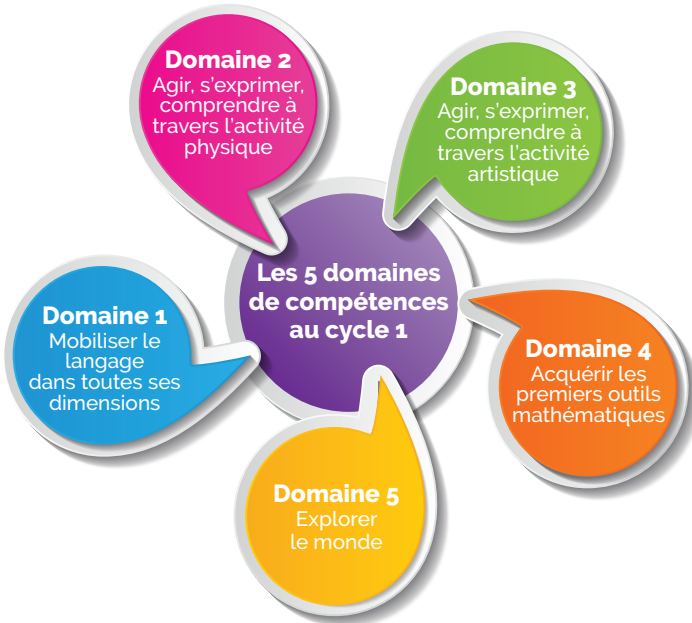 Les 5 domaines
de compétences
au cycle 1
Domaine 1
Mobiliser le
langage
dans toutes ses
dimensions
Domaine 2
Agir, s'exprimer,
comprendre à
travers l'activité
physique
Domaine 3
Agir, s'exprimer,
comprendre à
travers l'activité
artistique
Domaine 4
Acquérir les
premiers outils
mathématiques
Domaine 5
Explorer
le monde